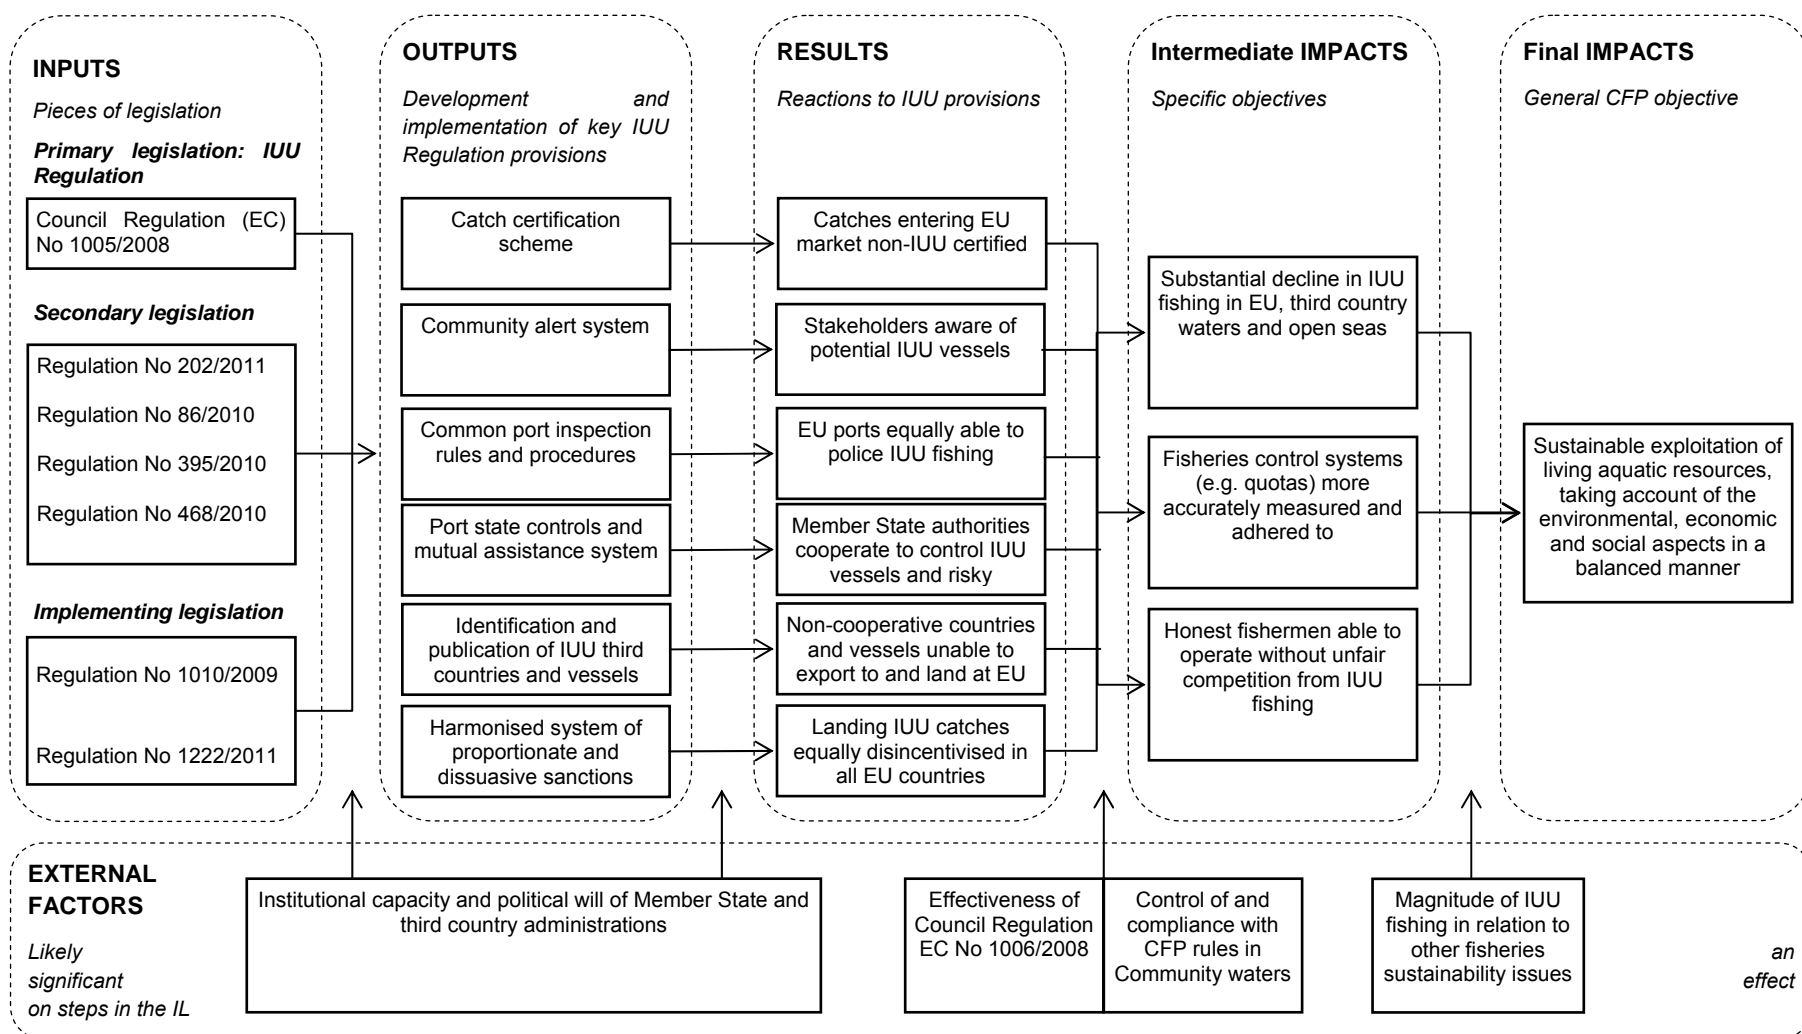 INPUTS
Pieces of legislation
Primary legislation: IUU
Regulation
Council Regulation (EC)
No 1005/2008
Secondary legislation
Regulation No 202/2011
Regulation No 86/2010
Regulation No 395/2010
Regulation No 468/2010
Implementing legislation
Regulation No 1010/2009
Regulation No 1222/2011
OUTPUTS
Development and
implementation of key IUU
Regulation provisions
Catch certification
scheme
Community alert system
Common port inspection
rules and procedures
Port state controls and
mutual assistance system
Identification and
publication of IUU third
countries and vessels
Harmonised system of
proportionate and
dissuasive sanctions
RESULTS
Reactions to IUU provisions
Catches entering EU
market non-IUU certified
Stakeholders aware of
potential IUU vessels
EU ports equally able to
police IUU fishing
Member State authorities
cooperate to control IUU
vessels and risky
Non-cooperative countries
and vessels unable to
export to and land at EU
Landing IUU catches
equally disincentivised in
all EU countries
Intermediate IMPACTS
Specific objectives
Substantial decline in IUU
fishing in EU, third country
waters and open seas
Fisheries control systems
(e.g. quotas) more
accurately measured and
adhered to
Honest fishermen able to
operate without unfair
competition from IUU
fishing
Final IMPACTS
General CFP objective
Sustainable exploitation of
living aquatic resources,
taking account of the
environmental, economic
and social aspects in a
balanced manner
EXTERNAL
FACTORS
Likely an
significant effect
on steps in the IL
Institutional capacity and political will of Member State and
third country administrations
Effectiveness of
Council Regulation
EC No 1006/2008
Control of and
compliance with
CFP rules in
Community waters
Magnitude of IUU
fishing in relation to
other fisheries
sustainability issues